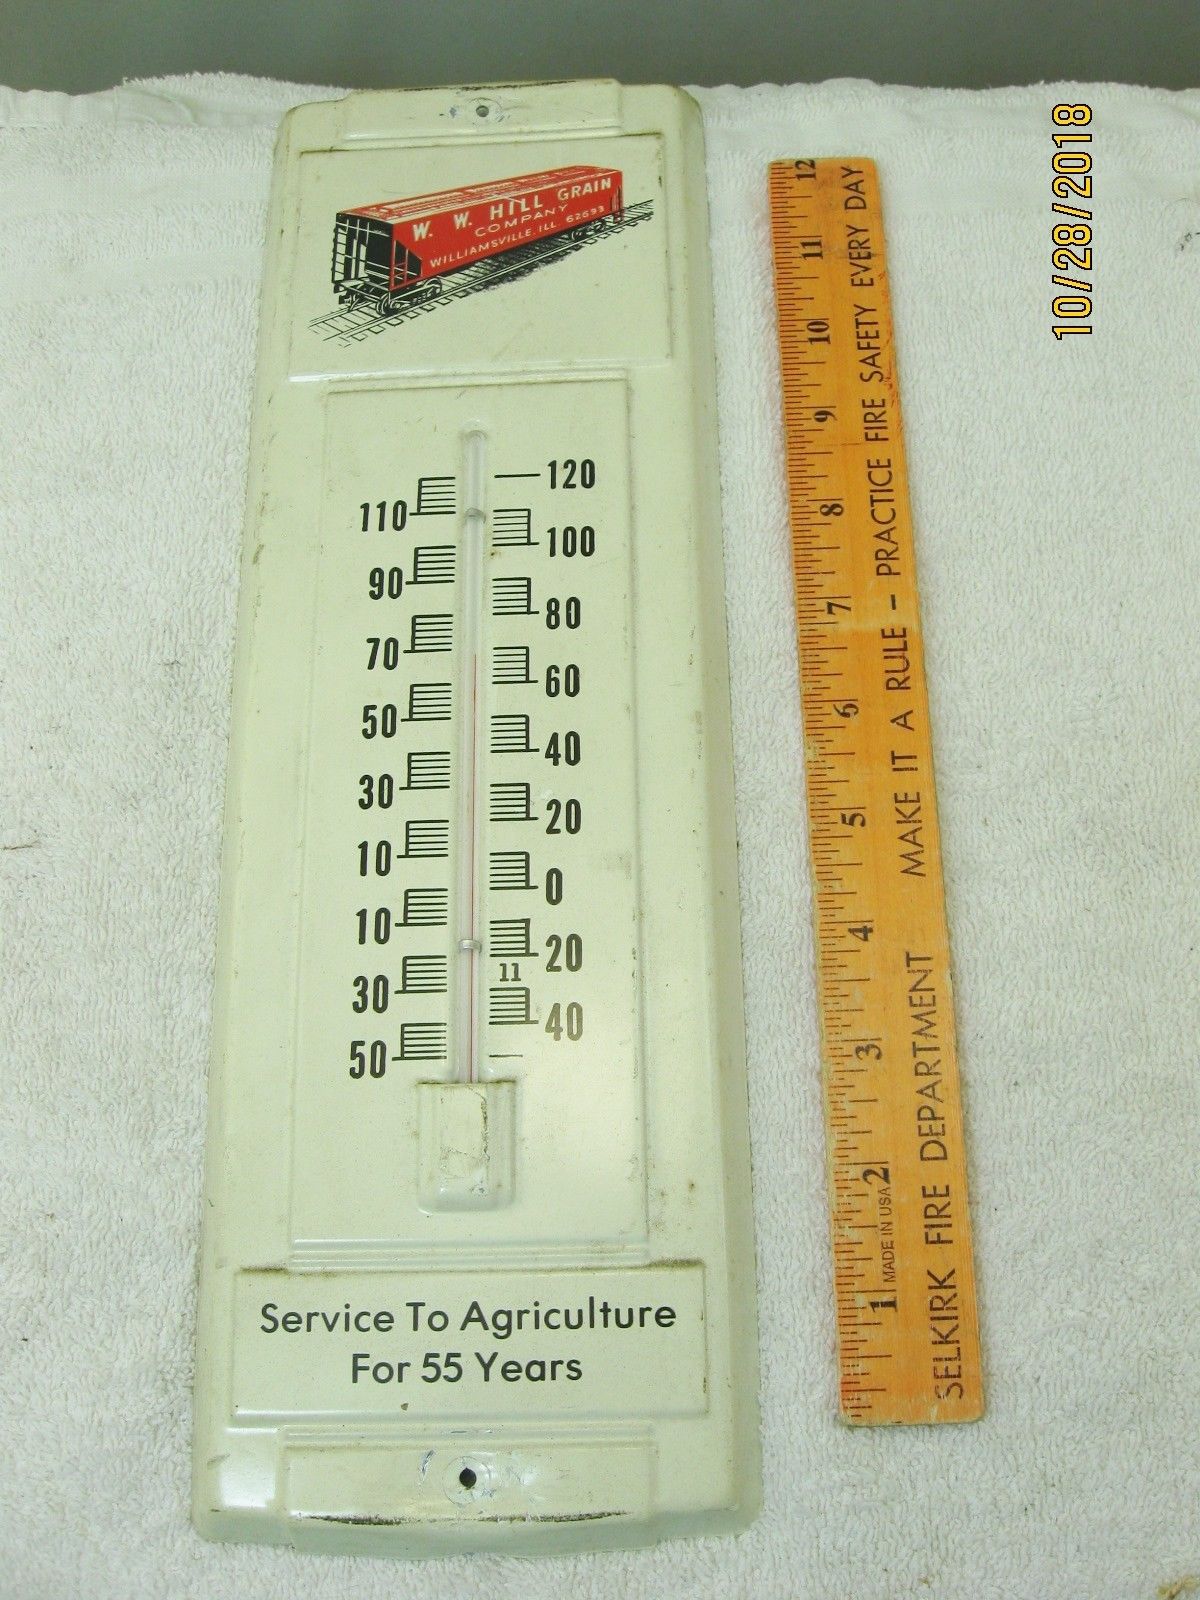 W. W. HILL GRAIN
COMPANY
WILLIAMSVILLE, ILL 62693
120
110
100
90
80
70
60
50
40
30
20
10
0
10
20
11
30
40
50
Service To Agriculture
For 55 Years
SELKIRK FIRE DEPARTMENT MAKE IT A RULE – PRACTICE FIRE SAFETY EVERY DAY
MADE IN USA
1 2 3 4 5 6 7 8 9 10 11 12
10/28/2018